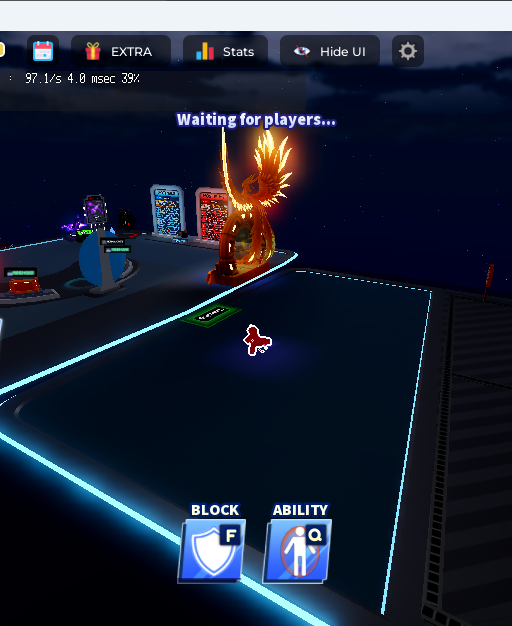 EXTRA
Stats
Hide UI
: 97.1/s 4.0 msec 39%
Waiting for players...
BLOCK
ABILITY
F
Q